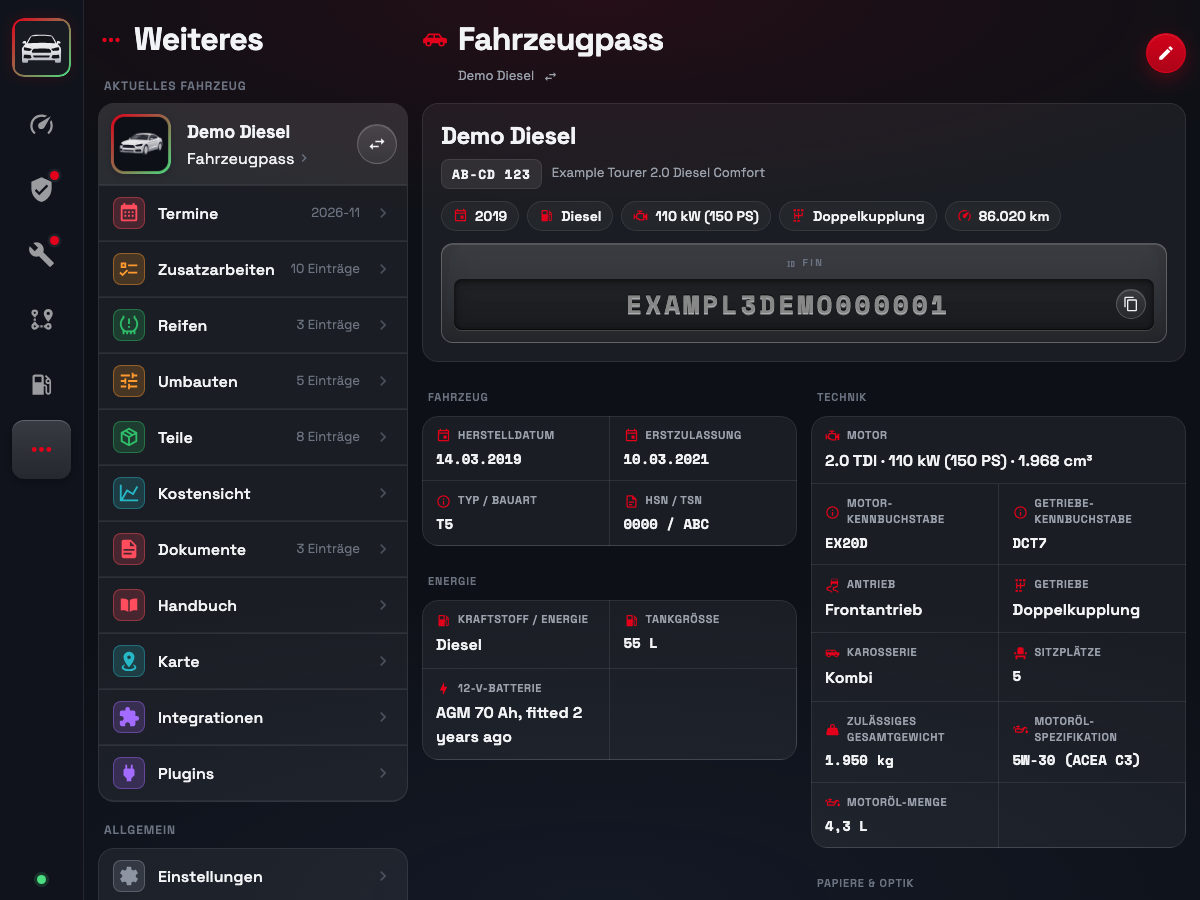 Weiteres
AKTUELLES FAHRZEUG
Demo Diesel
Fahrzeugpass
Termine 2026-11
Zusatzarbeiten 10 Einträge
Reifen 3 Einträge
Umbauten 5 Einträge
Teile 8 Einträge
Kostensicht
Dokumente 3 Einträge
Handbuch
Karte
Integrationen
Plugins
ALLGEMEIN
Einstellungen
Fahrzeugpass
Demo Diesel
Demo Diesel
AB-CD 123 Example Tourer 2.0 Diesel Comfort
2019 Diesel 110 kW (150 PS) Doppelkupplung 86.020 km
ID FIN
EXAMPL3DEMO000001
FAHRZEUG
HERSTELLDATUM ERSTZULASSUNG
14.03.2019 10.03.2021
TYP / BAUART HSN / TSN
T5 0000 / ABC
ENERGIE
KRAFTSTOFF / ENERGIE TANKGRÖSSE
Diesel 55 L
12-V-BATTERIE
AGM 70 Ah, fitted 2
years ago
TECHNIK
MOTOR
2.0 TDI · 110 kW (150 PS) · 1.968 cm³
MOTOR- GETRIEBE-
KENNBUCHSTABE KENNBUCHSTABE
EX20D DCT7
ANTRIEB GETRIEBE
Frontantrieb Doppelkupplung
KAROSSERIE SITZPLÄTZE
Kombi 5
ZULÄSSIGES MOTORÖL-
GESAMTGEWICHT SPEZIFIKATION
1.950 kg 5W-30 (ACEA C3)
MOTORÖL-MENGE
4,3 L
PAPIERE & OPTIK